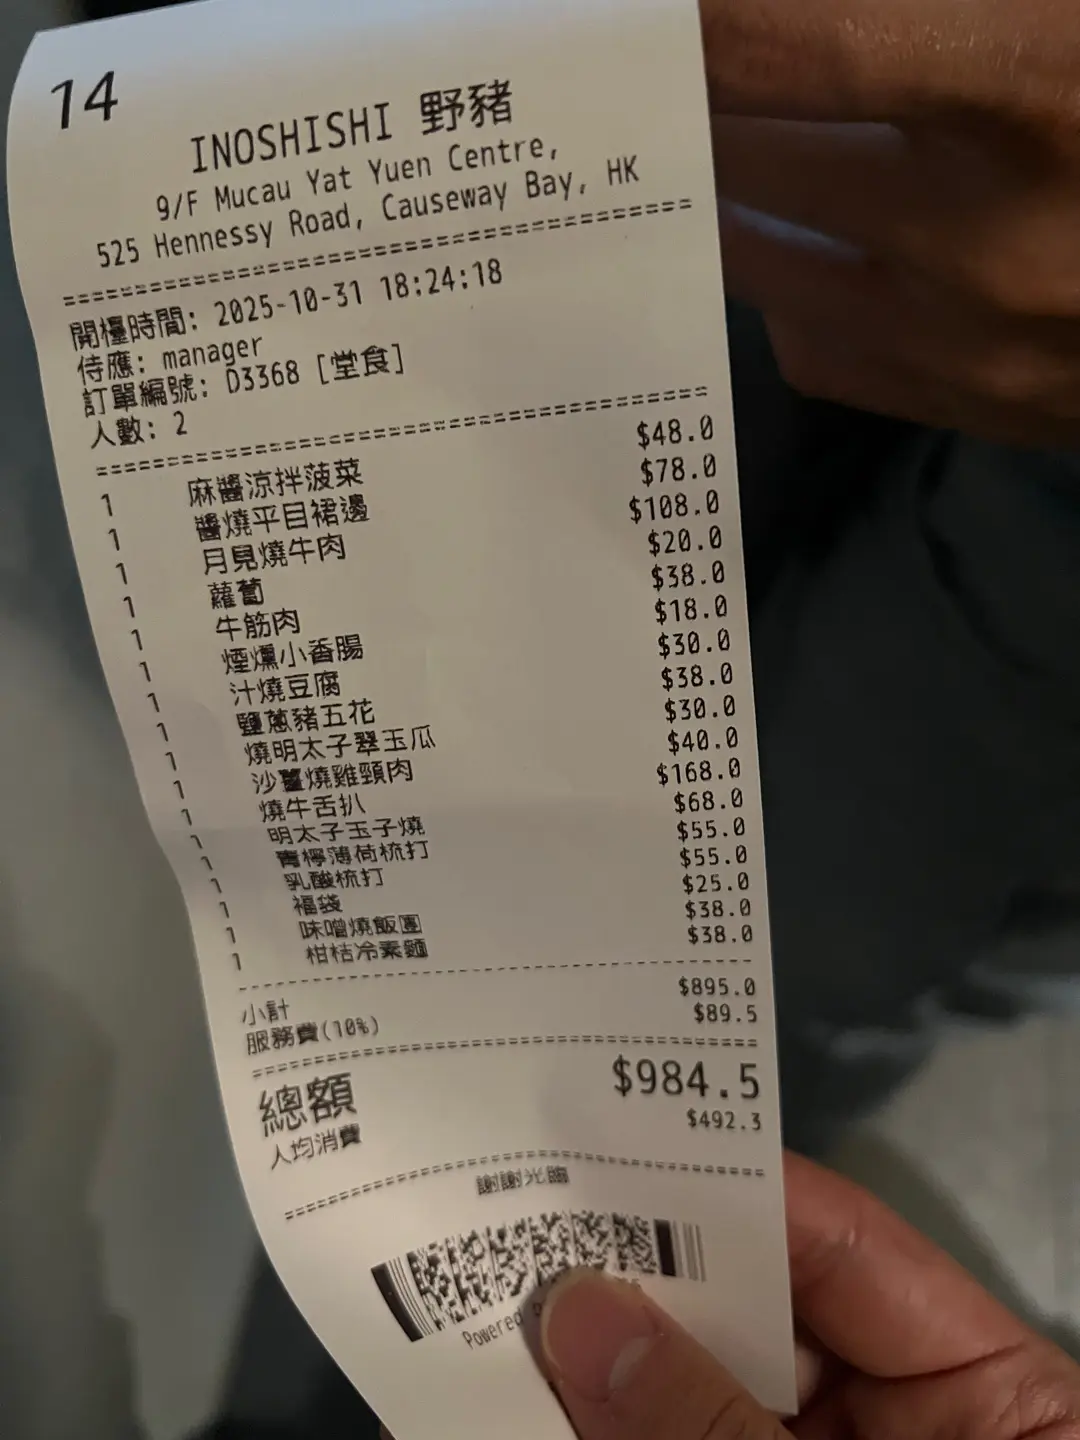 14
INOSHISHI 野豬
9/F Mucau Yat Yuen Centre,
525 Hennessy Road, Causeway Bay, HK
開檯時間: 2025-10-31 18:24:18
侍應: manager
訂單編號: D3368 [堂食]
人數: 2
1 麻醬涼拌菠菜 $48.0
1 醬燒平目裙邊 $78.0
1 月見燒牛肉 $108.0
1 蘿蔔 $20.0
1 牛筋肉 $38.0
1 煙燻小香腸 $18.0
1 汁燒豆腐 $30.0
1 鹽蔥豬五花 $38.0
1 燒明太子翠玉瓜 $30.0
1 沙薑燒雞頸肉 $40.0
1 燒牛舌扒 $168.0
1 明太子玉子燒 $68.0
1 青檸薄荷梳打 $55.0
1 乳酸梳打 $55.0
1 福袋 $25.0
1 味噌燒飯團 $38.0
1 柑桔冷素麵 $38.0
小計 $895.0
服務費(10%) $89.5
總額 $984.5
人均消費 $492.3
謝謝光臨
Powered